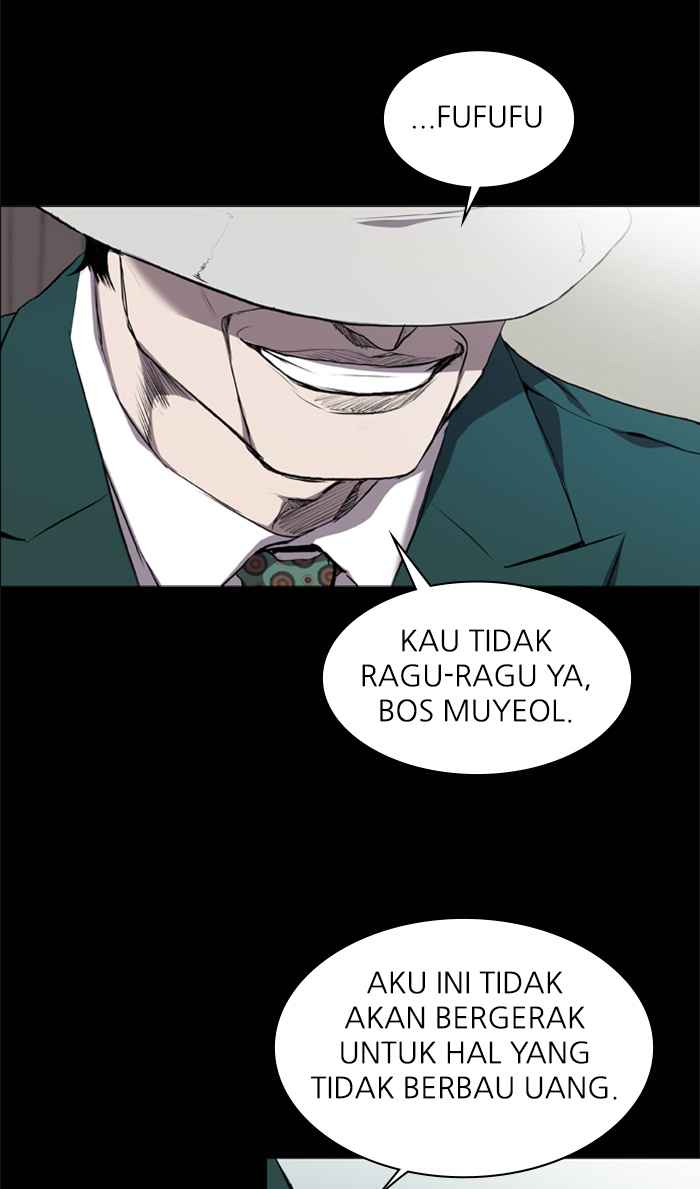 ...FUFUFU
KAU TIDAK
RAGU-RAGU YA,
BOS MUYEOL.
AKU INI TIDAK
AKAN BERGERAK
UNTUK HAL YANG
TIDAK BERBAU UANG.